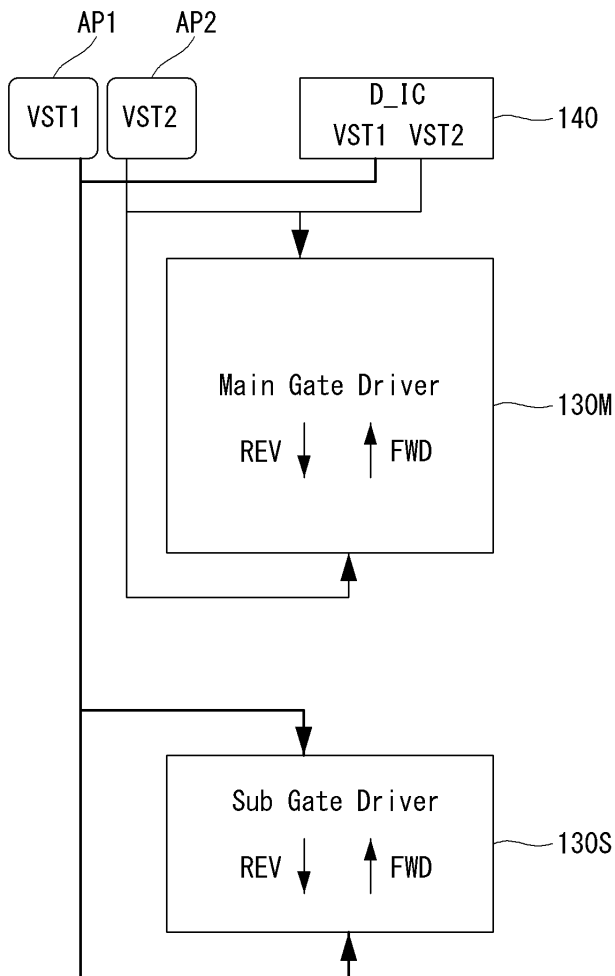 AP1
AP2
VST1
VST2
D_IC
VST1 VST2
140
Main Gate Driver
REV
FWD
130M
Sub Gate Driver
REV
FWD
130S